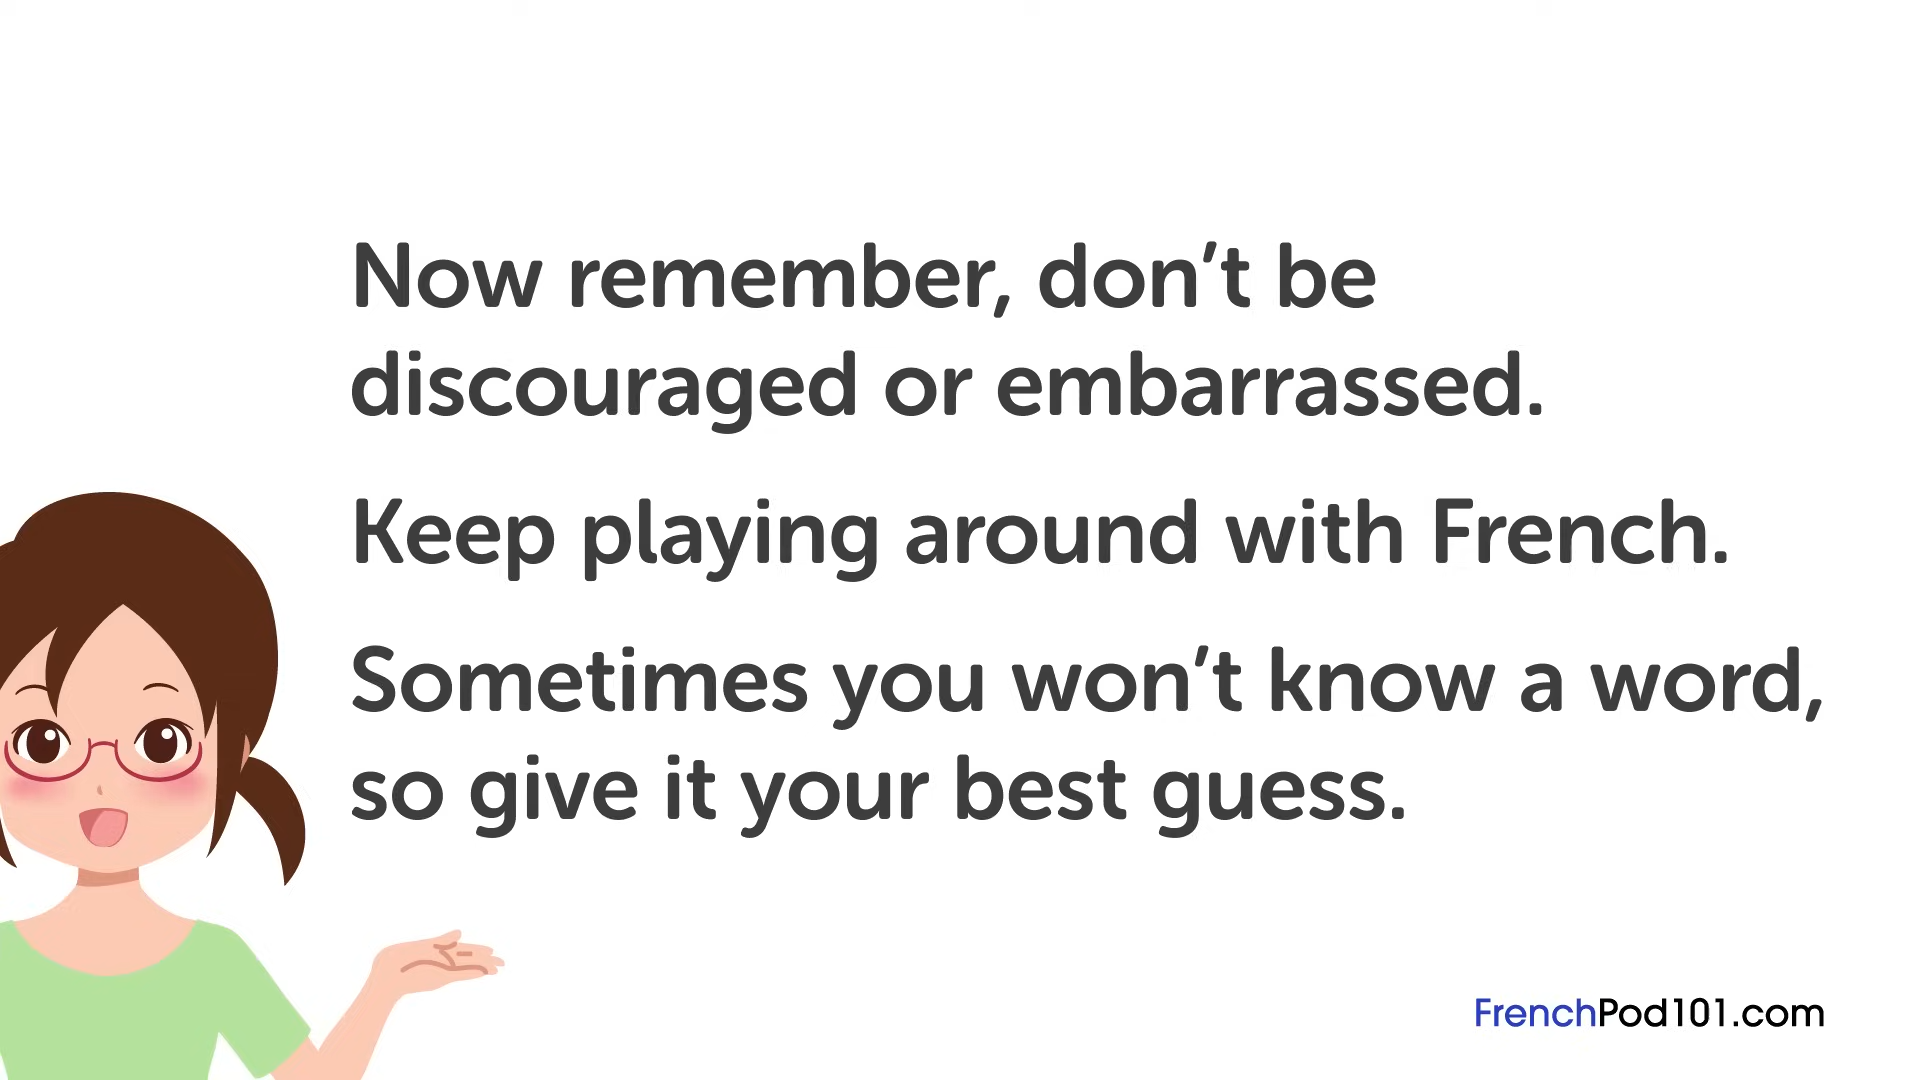 Now remember, don’t be
discouraged or embarrassed.
Keep playing around with French.
Sometimes you won’t know a word,
so give it your best guess.
FrenchPod101.com